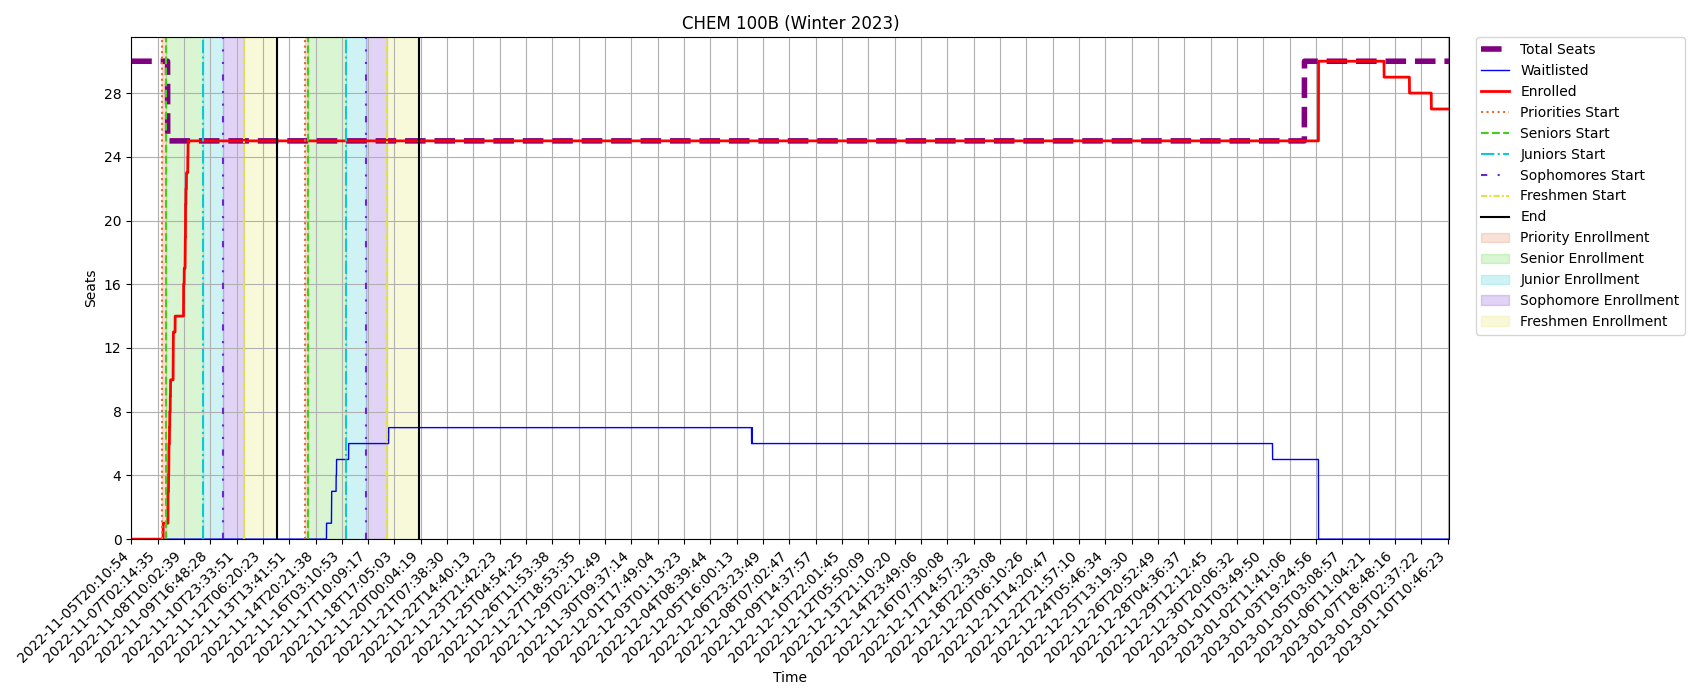 CHEM 100B (Winter 2023)
Total Seats
Waitlisted
Enrolled
Priorities Start
Seniors Start
Juniors Start
Sophomores Start
Freshmen Start
End
Priority Enrollment
Senior Enrollment
Junior Enrollment
Sophomore Enrollment
Freshmen Enrollment
Seats
28
24
20
16
12
8
4
0
2022-11-05T20:10:54
2022-11-07T02:14:35
2022-11-08T10:02:39
2022-11-09T16:48:28
2022-11-10T23:33:51
2022-11-12T06:20:23
2022-11-13T13:41:51
2022-11-14T20:21:38
2022-11-16T03:10:53
2022-11-17T10:09:17
2022-11-18T17:05:03
2022-11-20T00:04:19
2022-11-21T07:38:30
2022-11-22T14:40:13
2022-11-23T21:42:23
2022-11-25T04:54:25
2022-11-26T11:53:38
2022-11-27T18:53:35
2022-11-29T02:12:49
2022-11-30T09:37:14
2022-12-01T17:49:04
2022-12-03T01:13:23
2022-12-04T08:39:44
2022-12-05T16:00:13
2022-12-06T23:23:49
2022-12-08T07:02:47
2022-12-09T14:37:57
2022-12-10T22:01:45
2022-12-12T05:50:09
2022-12-13T11:10:20
2022-12-14T23:49:06
2022-12-16T07:30:08
2022-12-17T14:57:32
2022-12-18T22:33:08
2022-12-20T06:10:26
2022-12-21T14:20:47
2022-12-22T21:57:10
2022-12-24T05:46:34
2022-12-25T13:19:30
2022-12-26T20:52:49
2022-12-28T04:36:37
2022-12-29T12:12:45
2022-12-30T20:06:32
2023-01-01T03:49:50
2023-01-02T11:41:06
2023-01-03T19:24:56
2023-01-05T03:08:57
2023-01-06T11:04:21
2023-01-07T18:48:16
2023-01-09T02:37:22
2023-01-10T10:46:23
Time